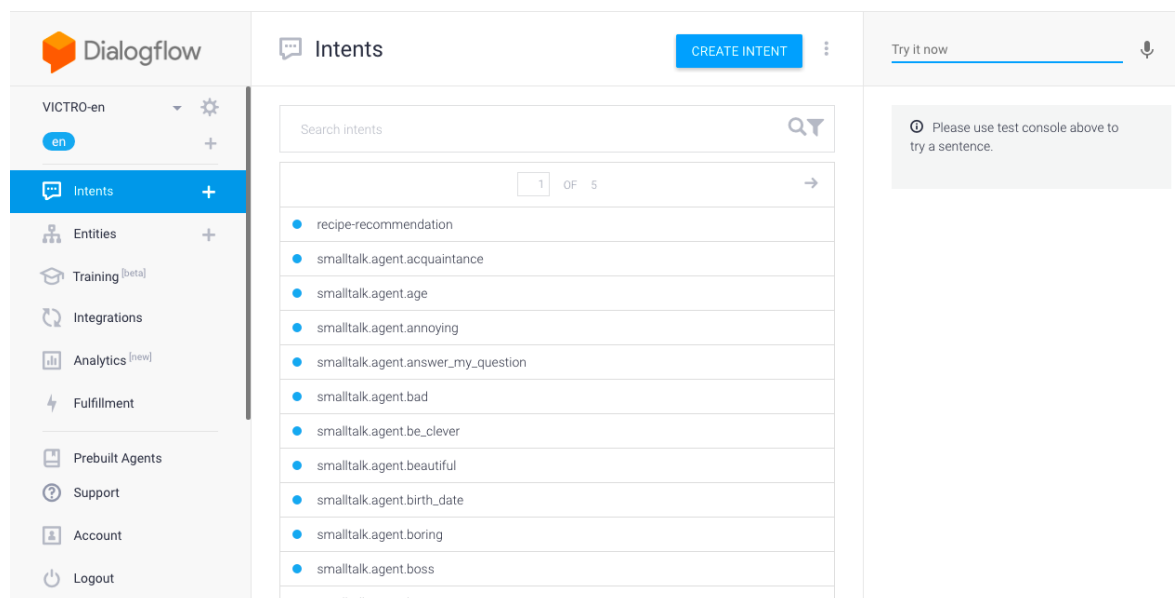 Dialogflow
VICTRO-en
en
Intents
Entities
Training [beta]
Integrations
Analytics [new]
Fulfillment
Prebuilt Agents
Support
Account
Logout
Intents
CREATE INTENT
Search intents
1 OF 5
recipe-recommendation
smalltalk.agent.acquaintance
smalltalk.agent.age
smalltalk.agent.annoying
smalltalk.agent.answer_my_question
smalltalk.agent.bad
smalltalk.agent.be_clever
smalltalk.agent.beautiful
smalltalk.agent.birth_date
smalltalk.agent.boring
smalltalk.agent.boss
Try it now
Please use test console above to
try a sentence.